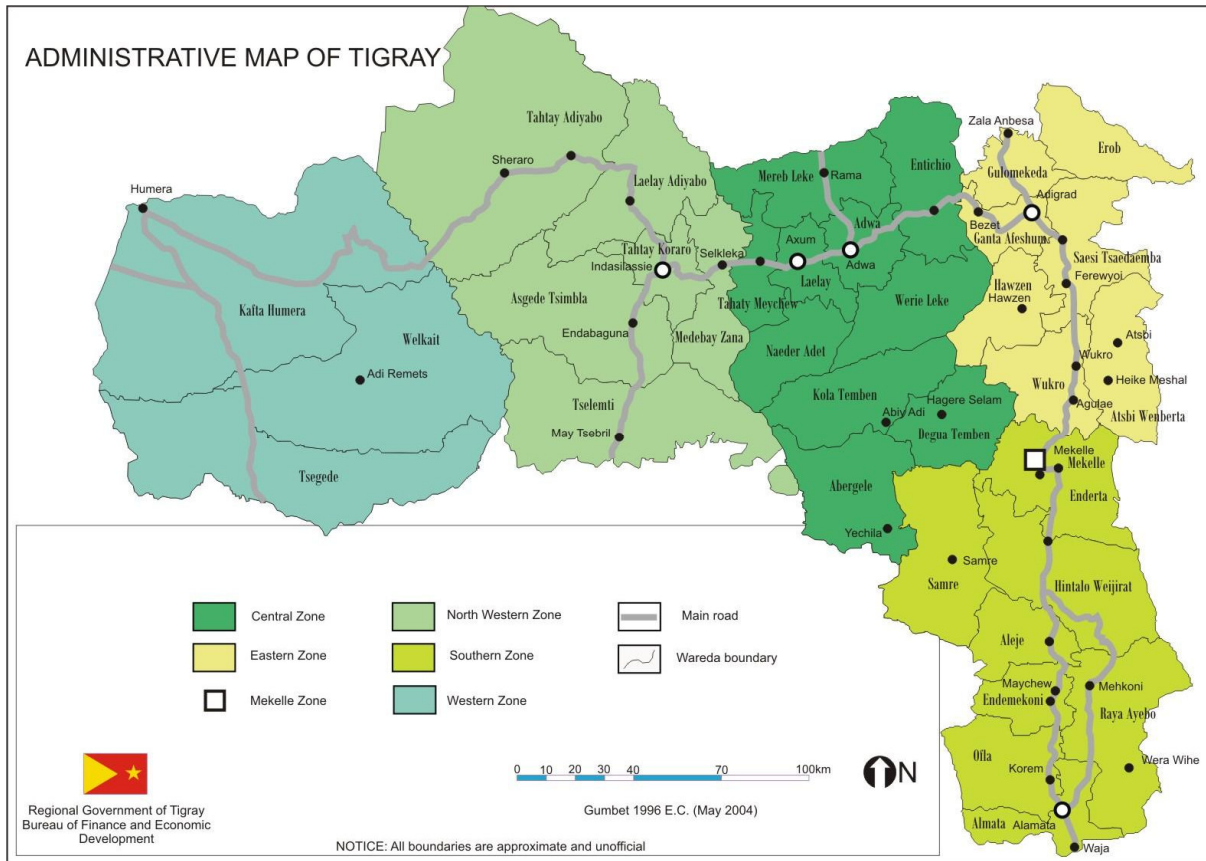 ADMINISTRATIVE MAP OF TIGRAY
Zala Anbesa
Erob
Tahtay Adiyabo
Gulomekeda
Entichio
Sheraro
Mereb Leke
Rama
Laelay Adiyabo
Humera
Adigrad
Adwa
Bezet
Ganta Afeshum
Axum
Tahtay Koraro
Selkleka
Saesi Tsaedaemba
Indasilassie
Adwa
Laelay
Ferewyoi
Hawzen
Asgede Tsimbla
Tahaty Meychew
Werie Leke
Hawzen
Kafta Humera
Endabaguna
Medebay Zana
Atsbi
Welkait
Naeder Adet
Wukro
Adi Remets
Heike Meshal
Wukro
Kola Temben
Hagere Selam
Tselemti
Agulae
Abiy Adi
Atsbi Wenberta
May Tsebril
Degua Temben
Mekelle
Mekelle
Tsegede
Abergele
Enderta
Yechila
Samre
Samre
Hintalo Weijirat
Aleje
Maychew
Mehkoni
Endemekoni
Raya Ayebo
Ofla
Wera Wihe
Korem
Almata
Alamata
Waja
Central Zone
North Western Zone
Main road
Eastern Zone
Southern Zone
Wareda boundary
Mekelle Zone
Western Zone
0 10 20 30 40 70 100km
N
Gumbet 1996 E.C. (May 2004)
Regional Government of Tigray
Bureau of Finance and Economic
Development
NOTICE: All boundaries are approximate and unofficial